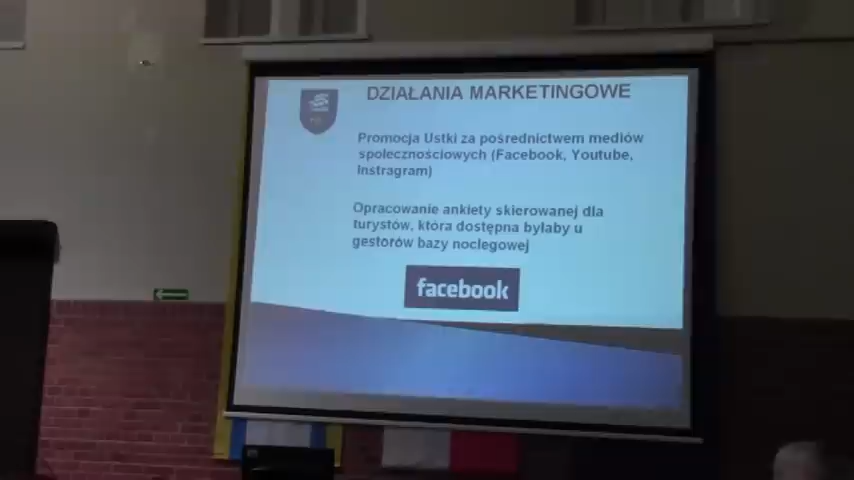 DZIAŁANIA MARKETINGOWE
Promocja Ustki za pośrednictwem mediów
społecznościowych (Facebook, Youtube,
Instragram)
Opracowanie ankiety skierowanej dla
turystów, która dostępna byłaby u
gestorów bazy noclegowej
facebook